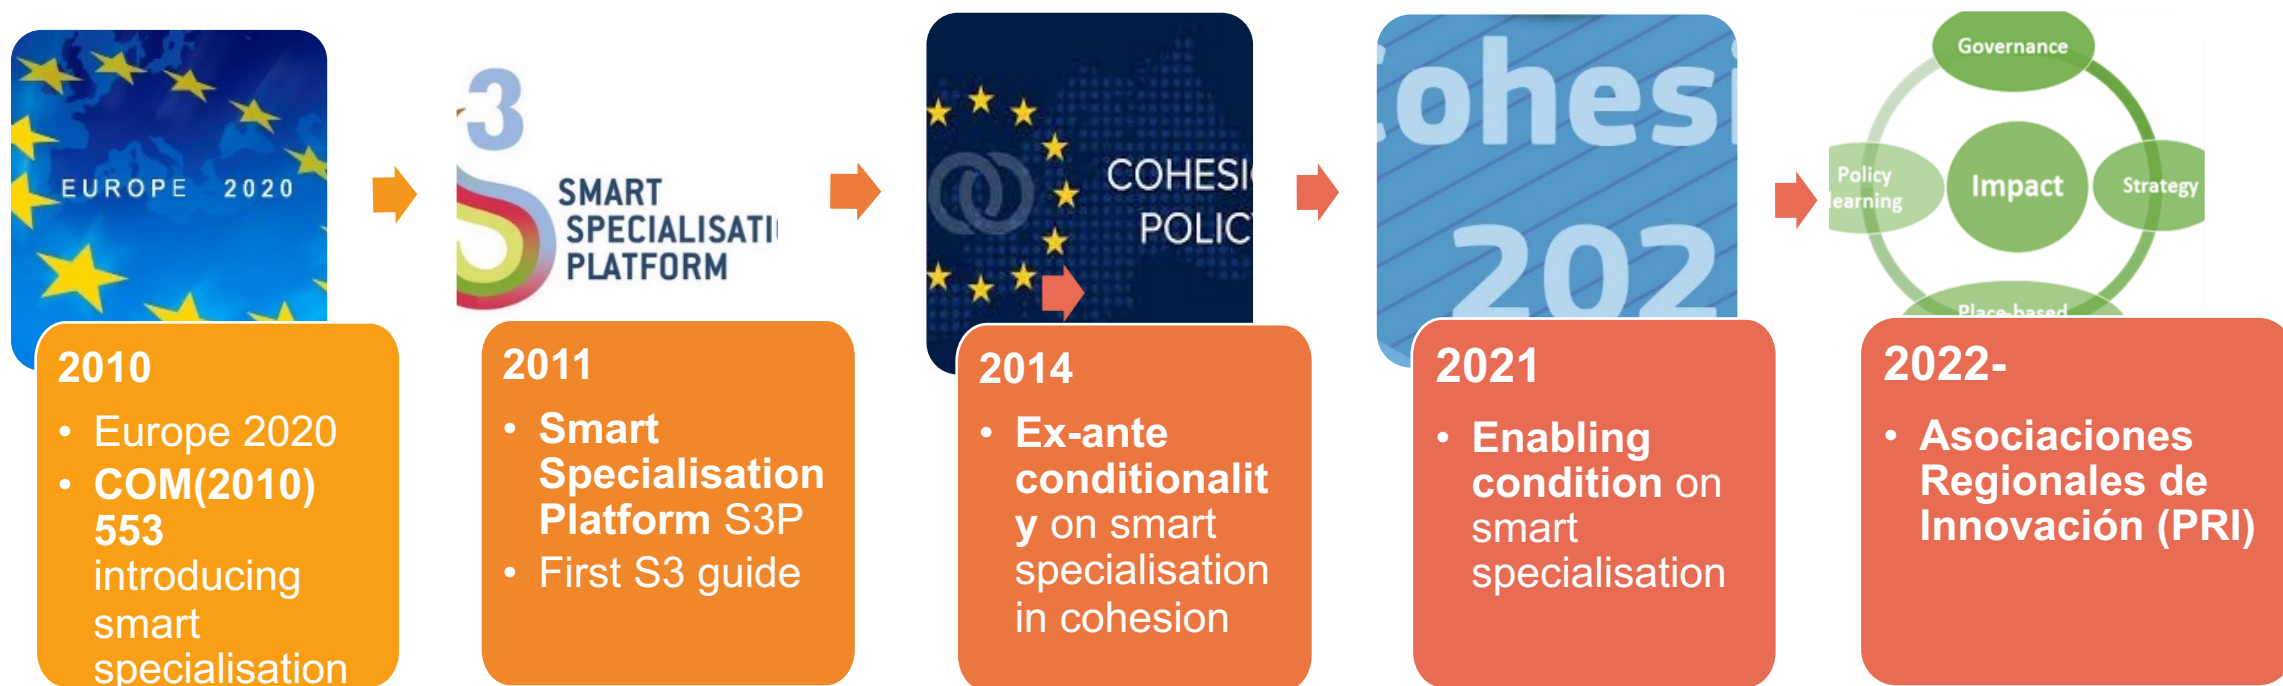 EUROPE 2020
3
SMART
SPECIALISATI
PLATFORM
COHESI
POLIC
Cohesi
202
Governance
Policy
learning
Impact
Strategy
Place-based
2010
• Europe 2020
• COM(2010)
553
introducing
smart
specialisation
2011
• Smart
Specialisation
Platform S3P
• First S3 guide
2014
• Ex-ante
conditionalit
y on smart
specialisation
in cohesion
2021
• Enabling
condition on
smart
specialisation
2022-
• Asociaciones
Regionales de
Innovación (PRI)